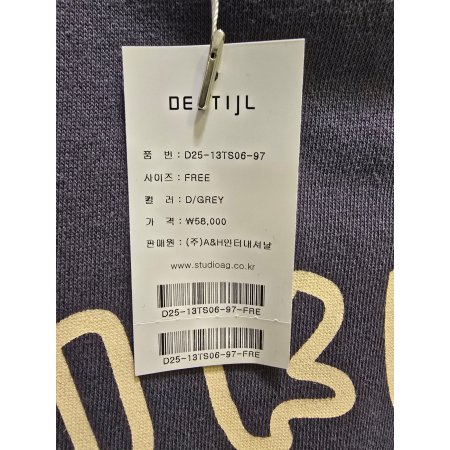 품 번 : D25-13TS06-97
사이즈 : FREE
컬 러 : D/GREY
가 격 : ₩58,000
판매원 : (주)A&H인터내셔날
www.studioag.co.kr
D25-13TS06-97-FRE
D25-13TS06-97-FRE